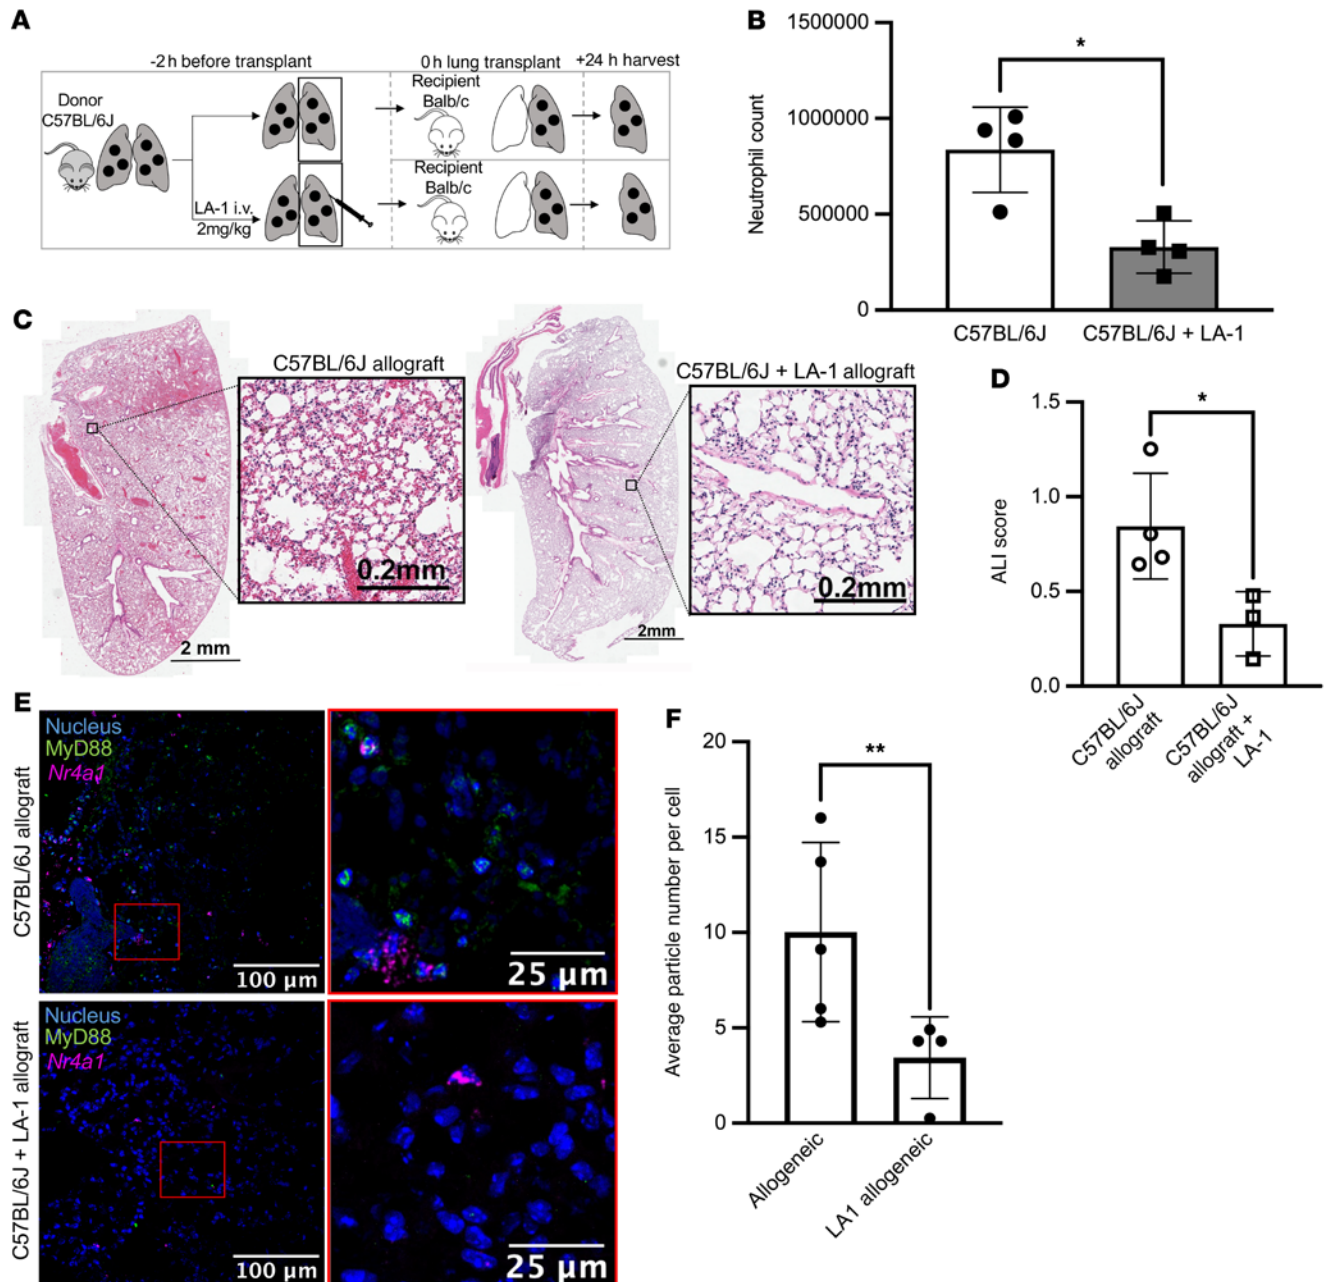 A
-2 h before transplant
0 h lung transplant
+24 h harvest
Donor
C57BL/6J
Recipient
Balb/c
Recipient
Balb/c
LA-1 i.v.
2mg/kg
B
1500000
1000000
500000
0
Neutrophil count
*
C57BL/6J
C57BL/6J + LA-1
C
C57BL/6J allograft
0.2mm
2 mm
C57BL/6J + LA-1 allograft
0.2mm
2mm
D
1.5
1.0
0.5
0.0
ALI score
*
C57BL/6J
allograft
C57BL/6J
allograft +
LA-1
E
C57BL/6J allograft
Nucleus
MyD88
Nr4a1
100 µm
25 µm
C57BL/6J + LA-1 allograft
Nucleus
MyD88
Nr4a1
100 µm
25 µm
F
20
15
10
5
0
Average particle number per cell
**
Allogeneic
LA1 allogeneic